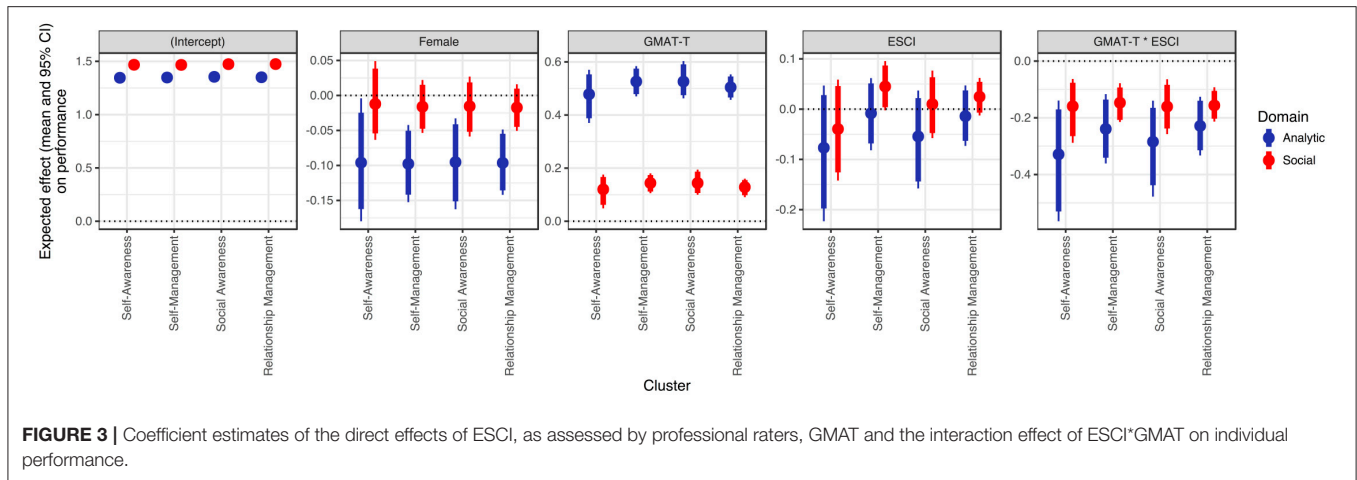 (Intercept)
Female
GMAT-T
ESCI
GMAT-T * ESCI
Expected effect (mean and 95% CI)
on performance
1.5
1.0
0.5
0.0
0.05
0.00
-0.05
-0.10
-0.15
0.6
0.4
0.2
0.0
0.1
0.0
-0.1
-0.2
0.0
-0.2
-0.4
Self-Awareness
Self-Management
Social Awareness
Relationship Management
Self-Awareness
Self-Management
Social Awareness
Relationship Management
Self-Awareness
Self-Management
Social Awareness
Relationship Management
Self-Awareness
Self-Management
Social Awareness
Relationship Management
Self-Awareness
Self-Management
Social Awareness
Relationship Management
Cluster
Domain
Analytic
Social
FIGURE 3 | Coefficient estimates of the direct effects of ESCI, as assessed by professional raters, GMAT and the interaction effect of ESCI*GMAT on individual
performance.